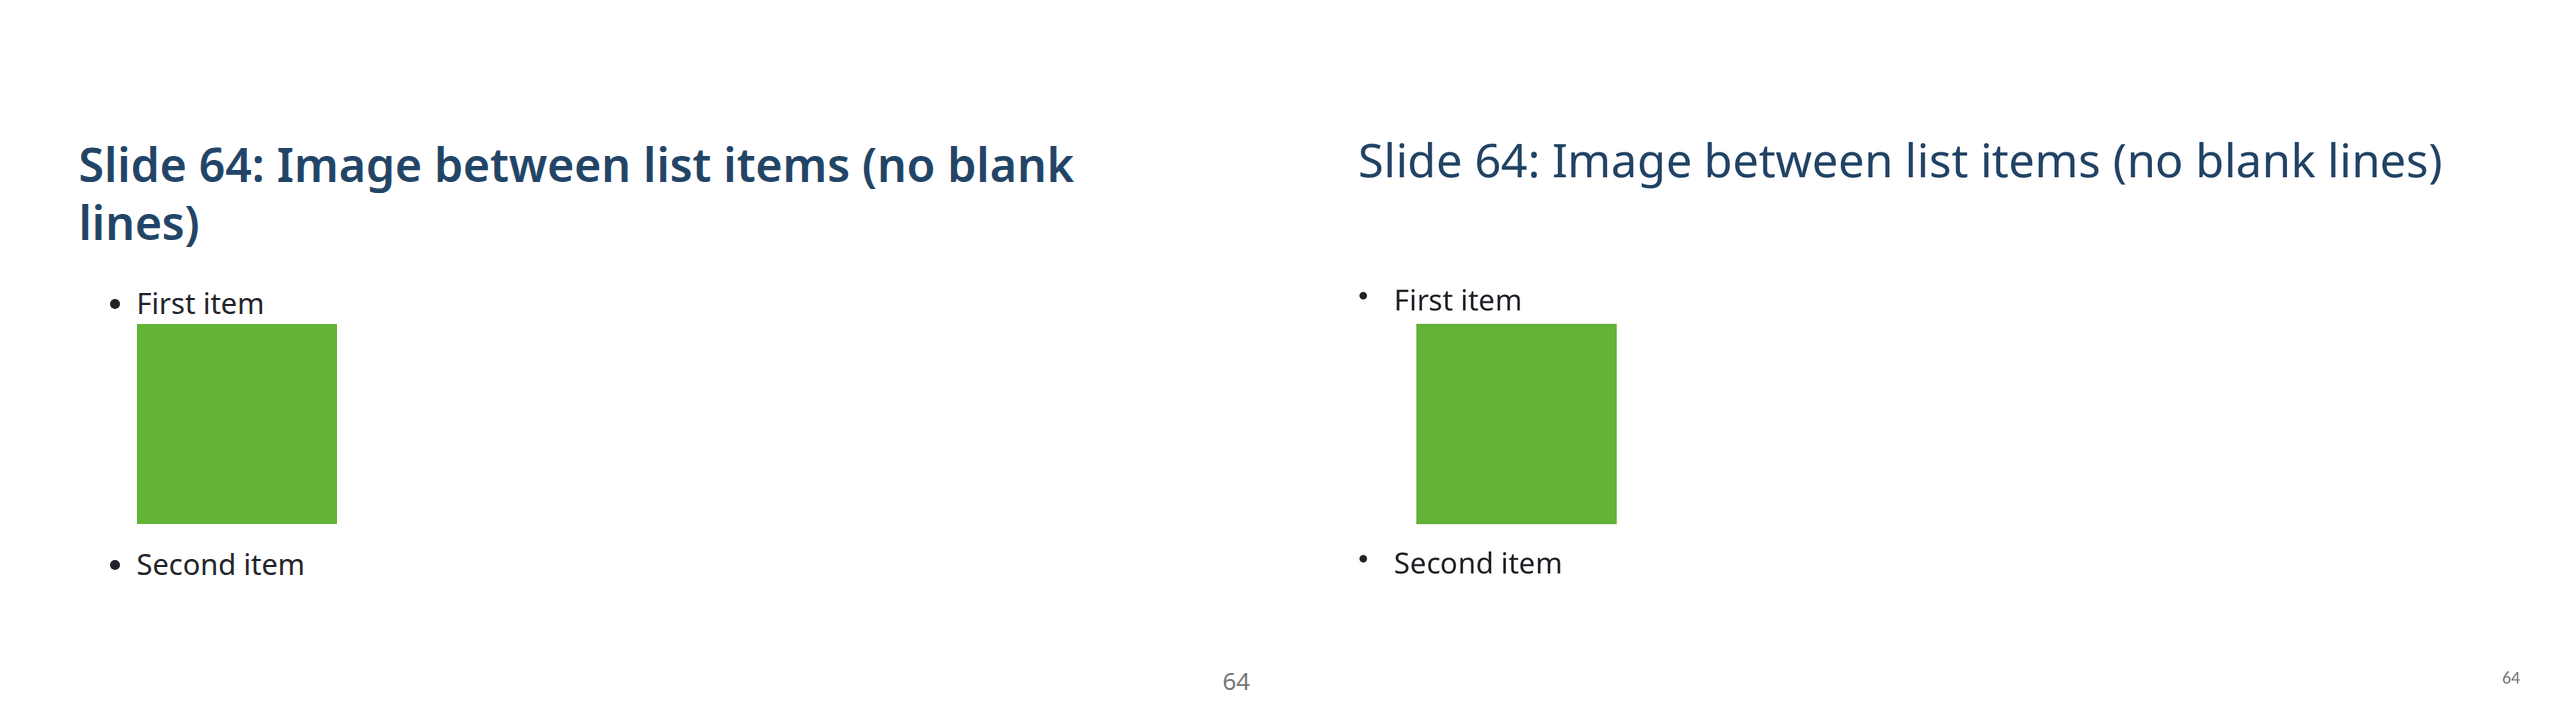 Slide 64: Image between list items (no blank
lines)
• First item
• Second item
64
Slide 64: Image between list items (no blank lines)
• First item
• Second item
64